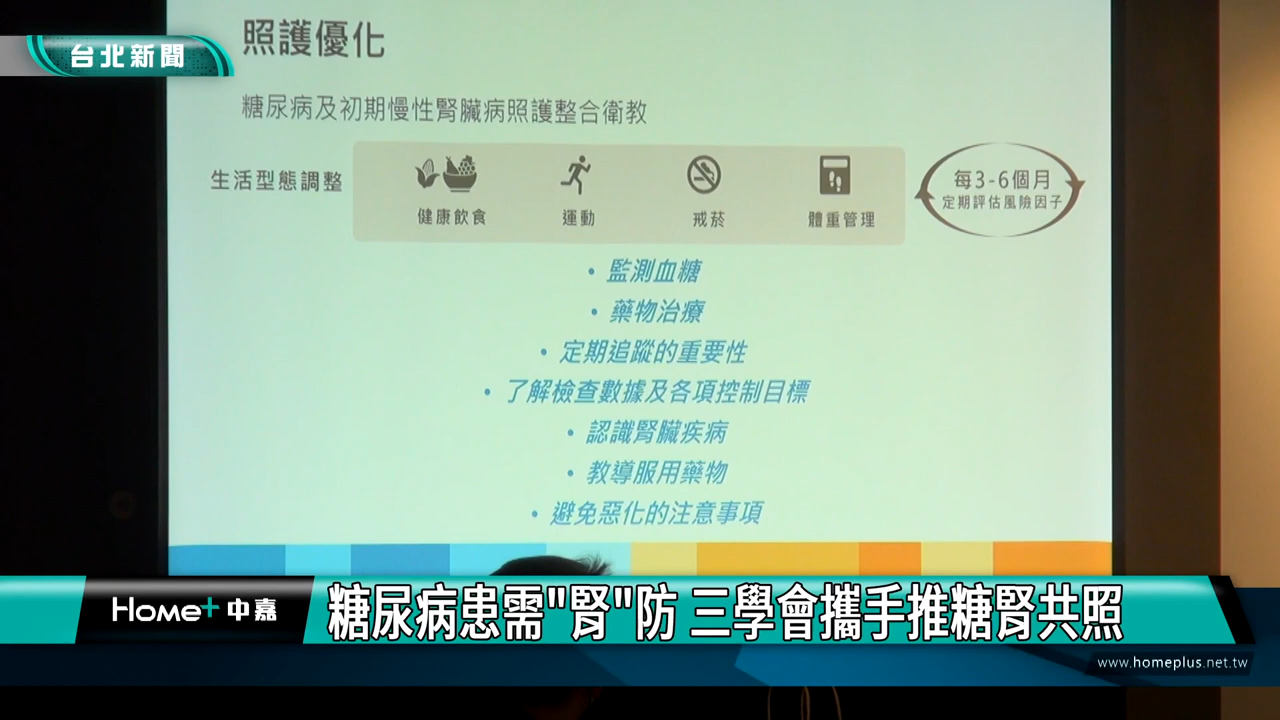 台北新聞
照護優化
糖尿病及初期慢性腎臟病照護整合衛教
生活型態調整
健康飲食
運動
戒菸
體重管理
每3-6個月
定期評估風險因子
• 監測血糖
• 藥物治療
• 定期追蹤的重要性
• 了解檢查數據及各項控制目標
• 認識腎臟疾病
• 教導服用藥物
• 避免惡化的注意事項
Home+中嘉
糖尿病患需"腎"防 三學會攜手推糖腎共照
www.homeplus.net.tw